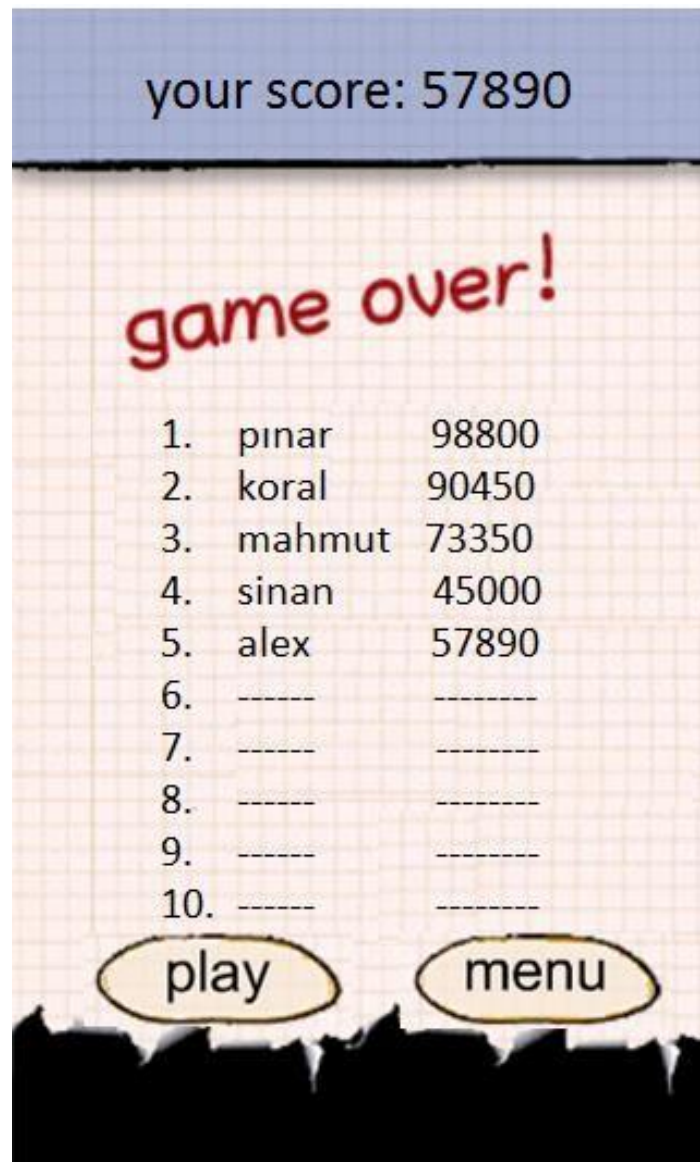 your score: 57890
game over!
1. pınar 98800
2. koral 90450
3. mahmut 73350
4. sinan 45000
5. alex 57890
6. ------ --------
7. ------ --------
8. ------ --------
9. ------ --------
10. ------ --------
play menu